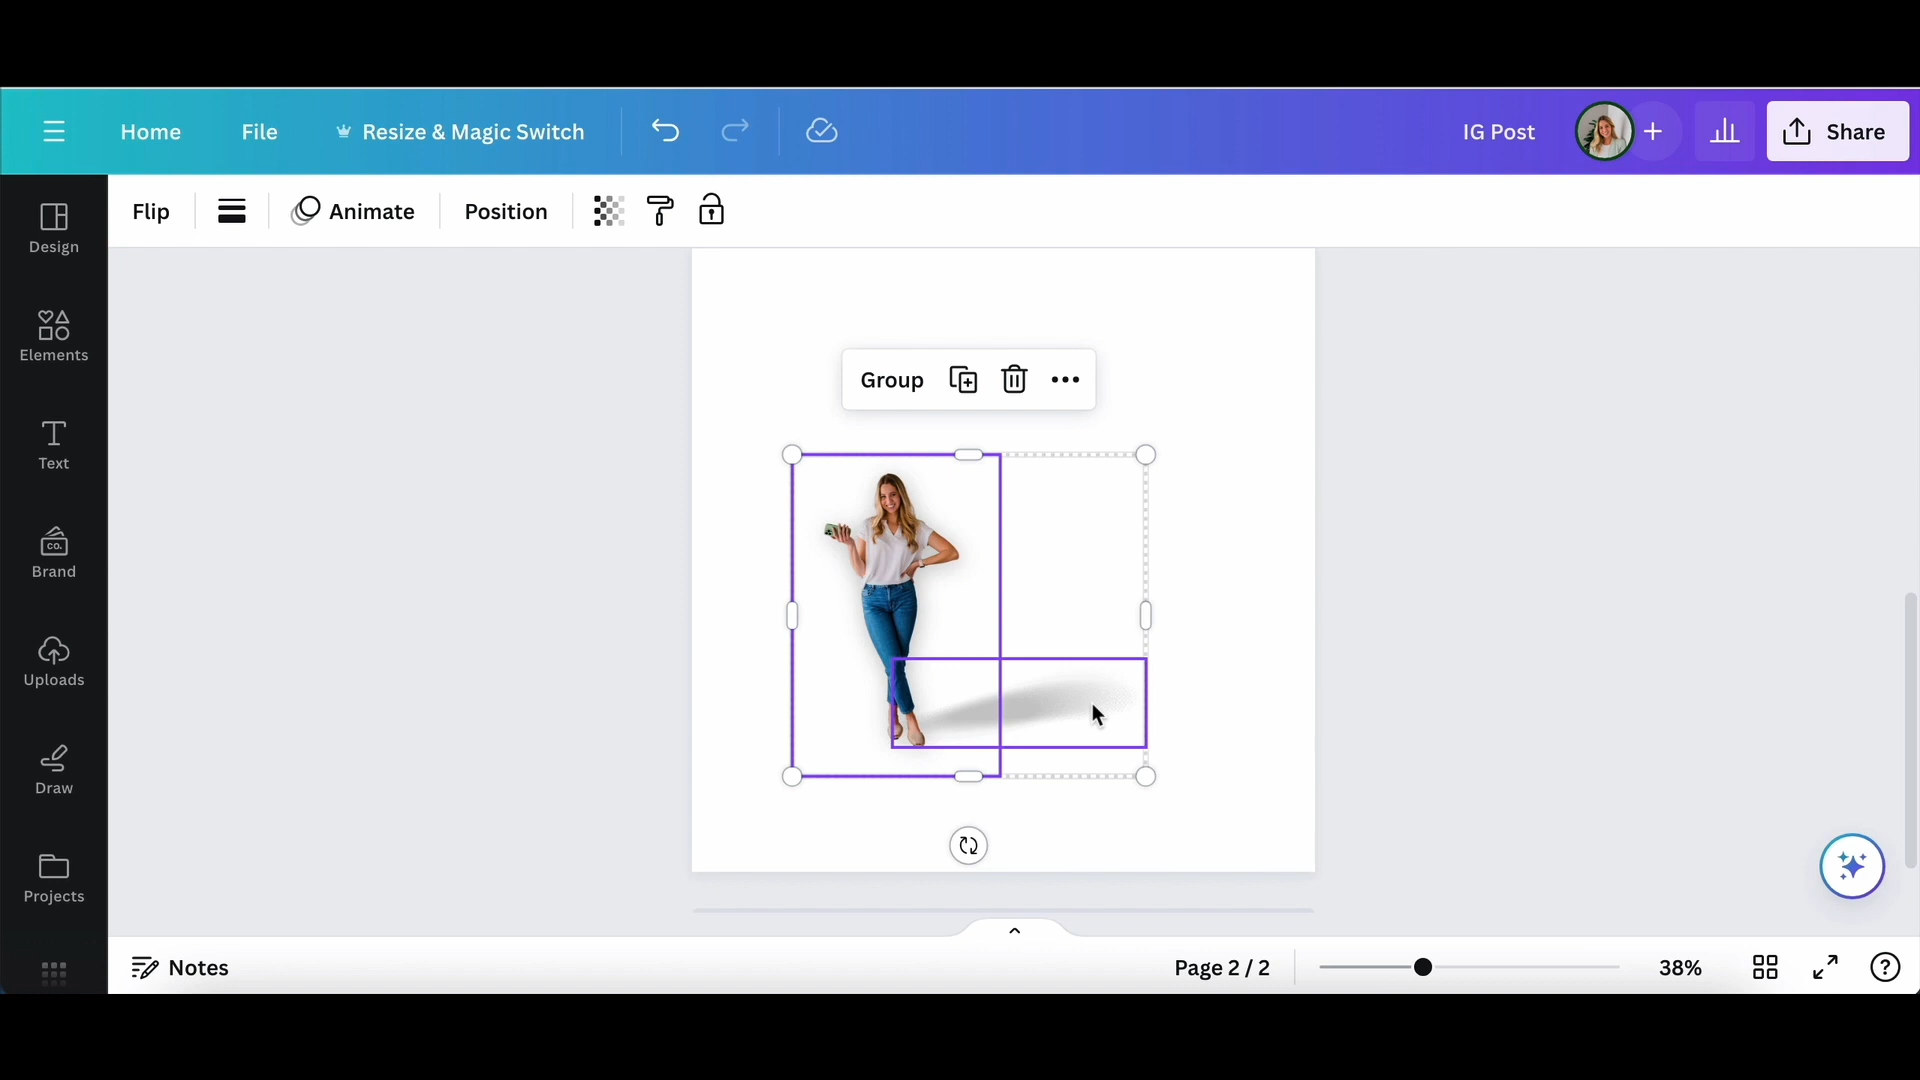 Home
File
Resize & Magic Switch
IG Post
Share
Flip
Animate
Position
Design
Elements
Text
CO.
Brand
Uploads
Draw
Projects
Group
Notes
Page 2 / 2
38%
?